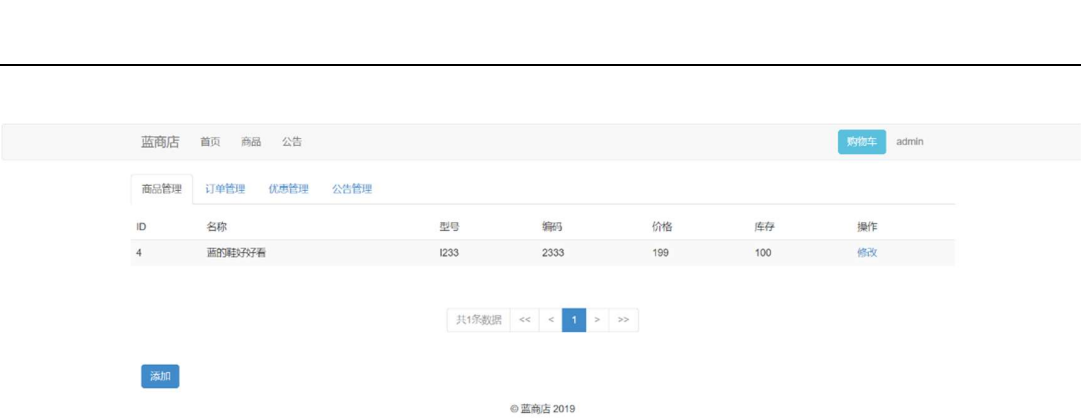 蓝商店 首页 商品 公告 购物车 admin
商品管理 订单管理 优惠管理 公告管理
ID 名称 型号 编码 价格 库存 操作
4 蓝的鞋好好看 I233 2333 199 100 修改
共1条数据 << < 1 > >>
添加
© 蓝商店 2019